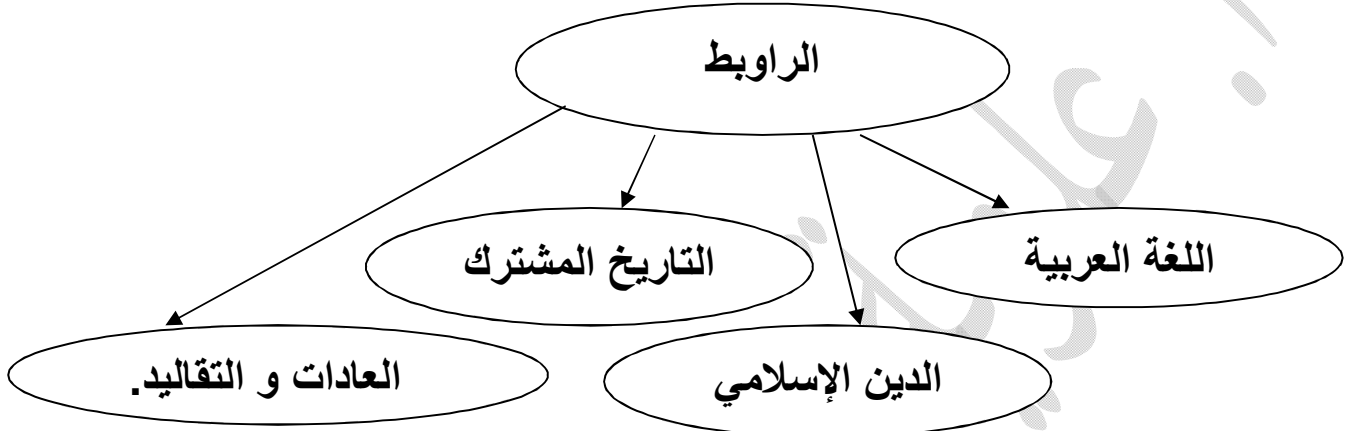 الراوبط
اللغة العربية
التاريخ المشترك
الدين الإسلامي
العادات و التقاليد.